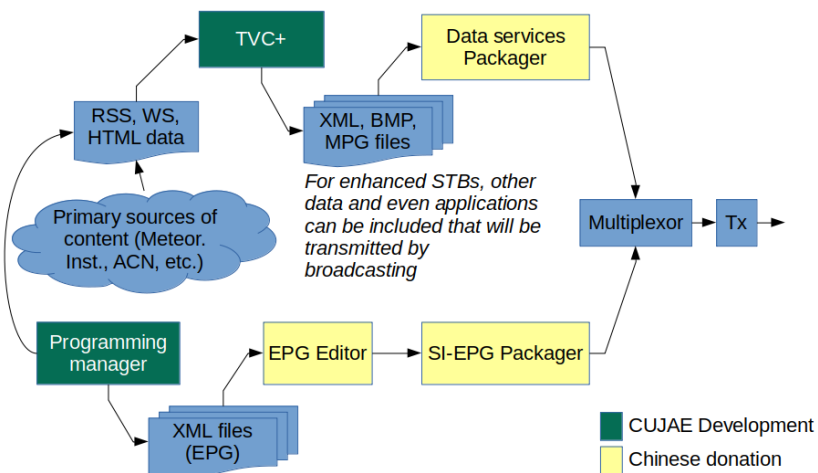 TVC+
Data services
Packager
RSS, WS,
HTML data
XML, BMP,
MPG files
For enhanced STBs, other
data and even applications
can be included that will be
transmitted by
broadcasting
Primary sources of
content (Meteor.
Inst., ACN, etc.)
Multiplexor
Tx
Programming
manager
EPG Editor
SI-EPG Packager
XML files
(EPG)
CUJAE Development
Chinese donation